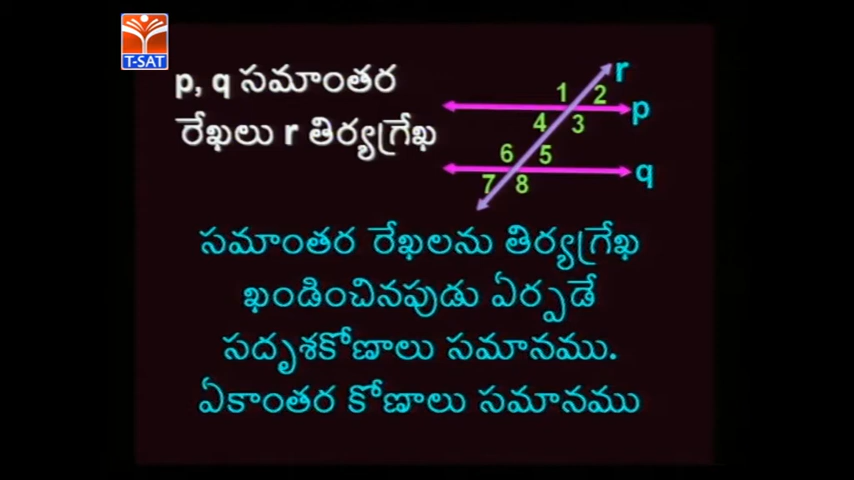 T-SAT
p, q సమాంతర
రేఖలు r తిర్యగ్రేఖ
r
1 2
p
4 3
6 5
q
7 8
సమాంతర రేఖలను తిర్యగ్రేఖ
ఖండించినపుడు ఏర్పడే
సదృశకోణాలు సమానము.
ఏకాంతర కోణాలు సమానము